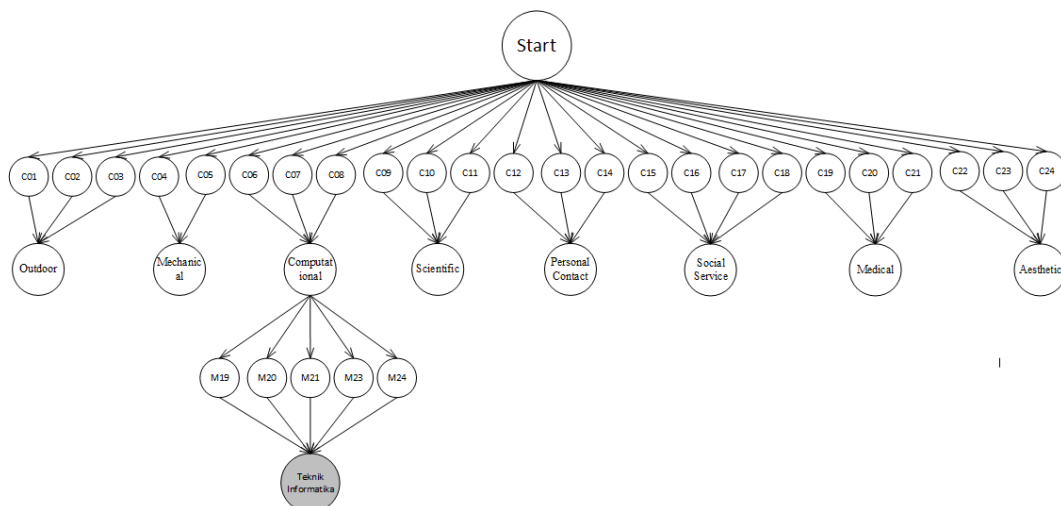 Start
C01
C02
C03
C04
C05
C06
C07
C08
C09
C10
C11
C12
C13
C14
C15
C16
C17
C18
C19
C20
C21
C22
C23
C24
Outdoor
Mechanic
al
Computat
ional
Scientific
Personal
Contact
Social
Service
Medical
Aesthetic
M19
M20
M21
M23
M24
Teknik
Informatika